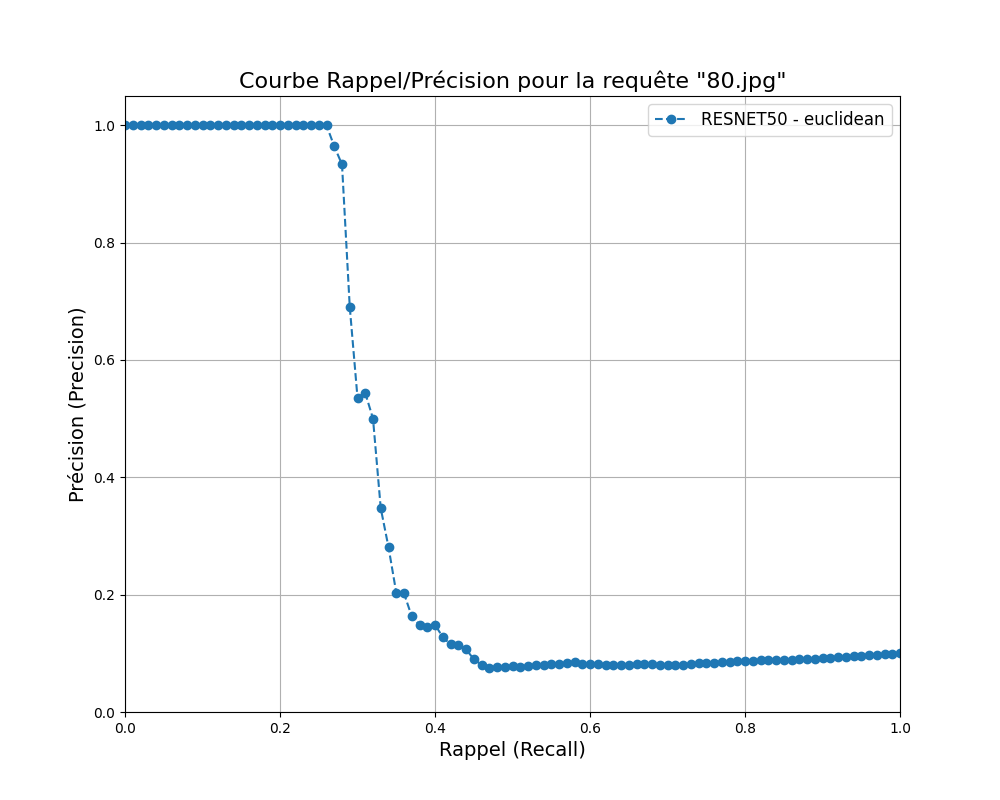 Courbe Rappel/Précision pour la requête "80.jpg"
RESNET50 - euclidean
Précision (Precision)
1.0
0.8
0.6
0.4
0.2
0.0
0.0 0.2 0.4 0.6 0.8 1.0
Rappel (Recall)